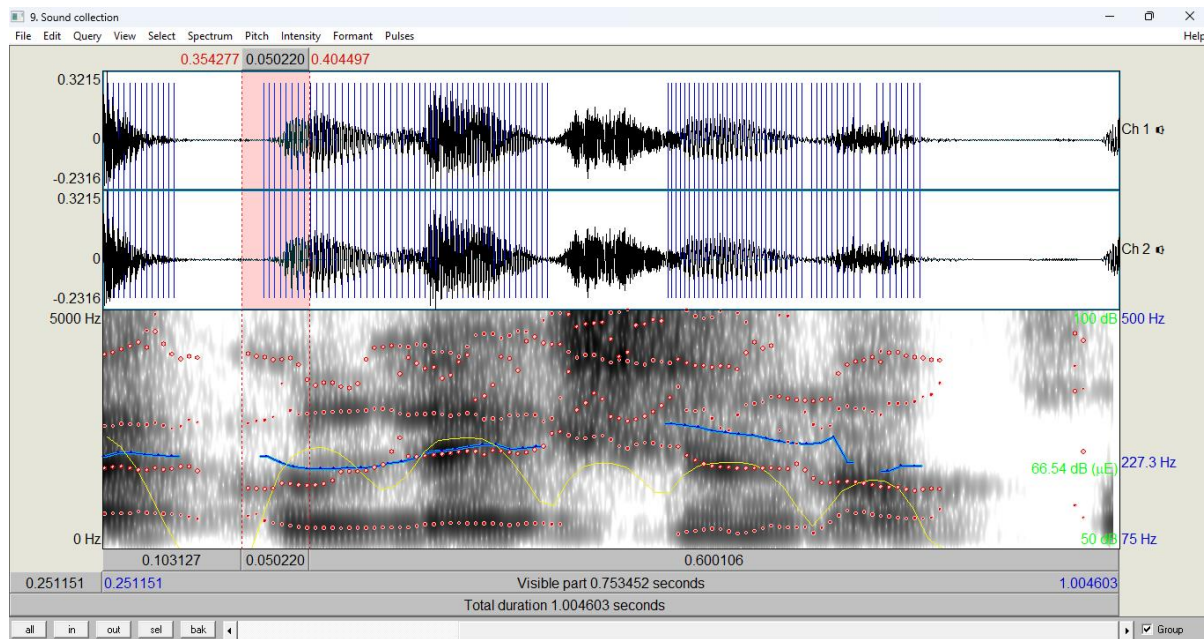 9. Sound collection
File Edit Query View Select Spectrum Pitch Intensity Formant Pulses Help
0.354277 0.050220 0.404497
0.3215
0
-0.2316
Ch 1
0.3215
0
-0.2316
Ch 2
5000 Hz 100 dB 500 Hz
66.54 dB (µE) 227.3 Hz
0 Hz 50 dB 75 Hz
0.103127 0.050220 0.600106
0.251151 0.251151 Visible part 0.753452 seconds 1.004603
Total duration 1.004603 seconds
all in out sel bak Group